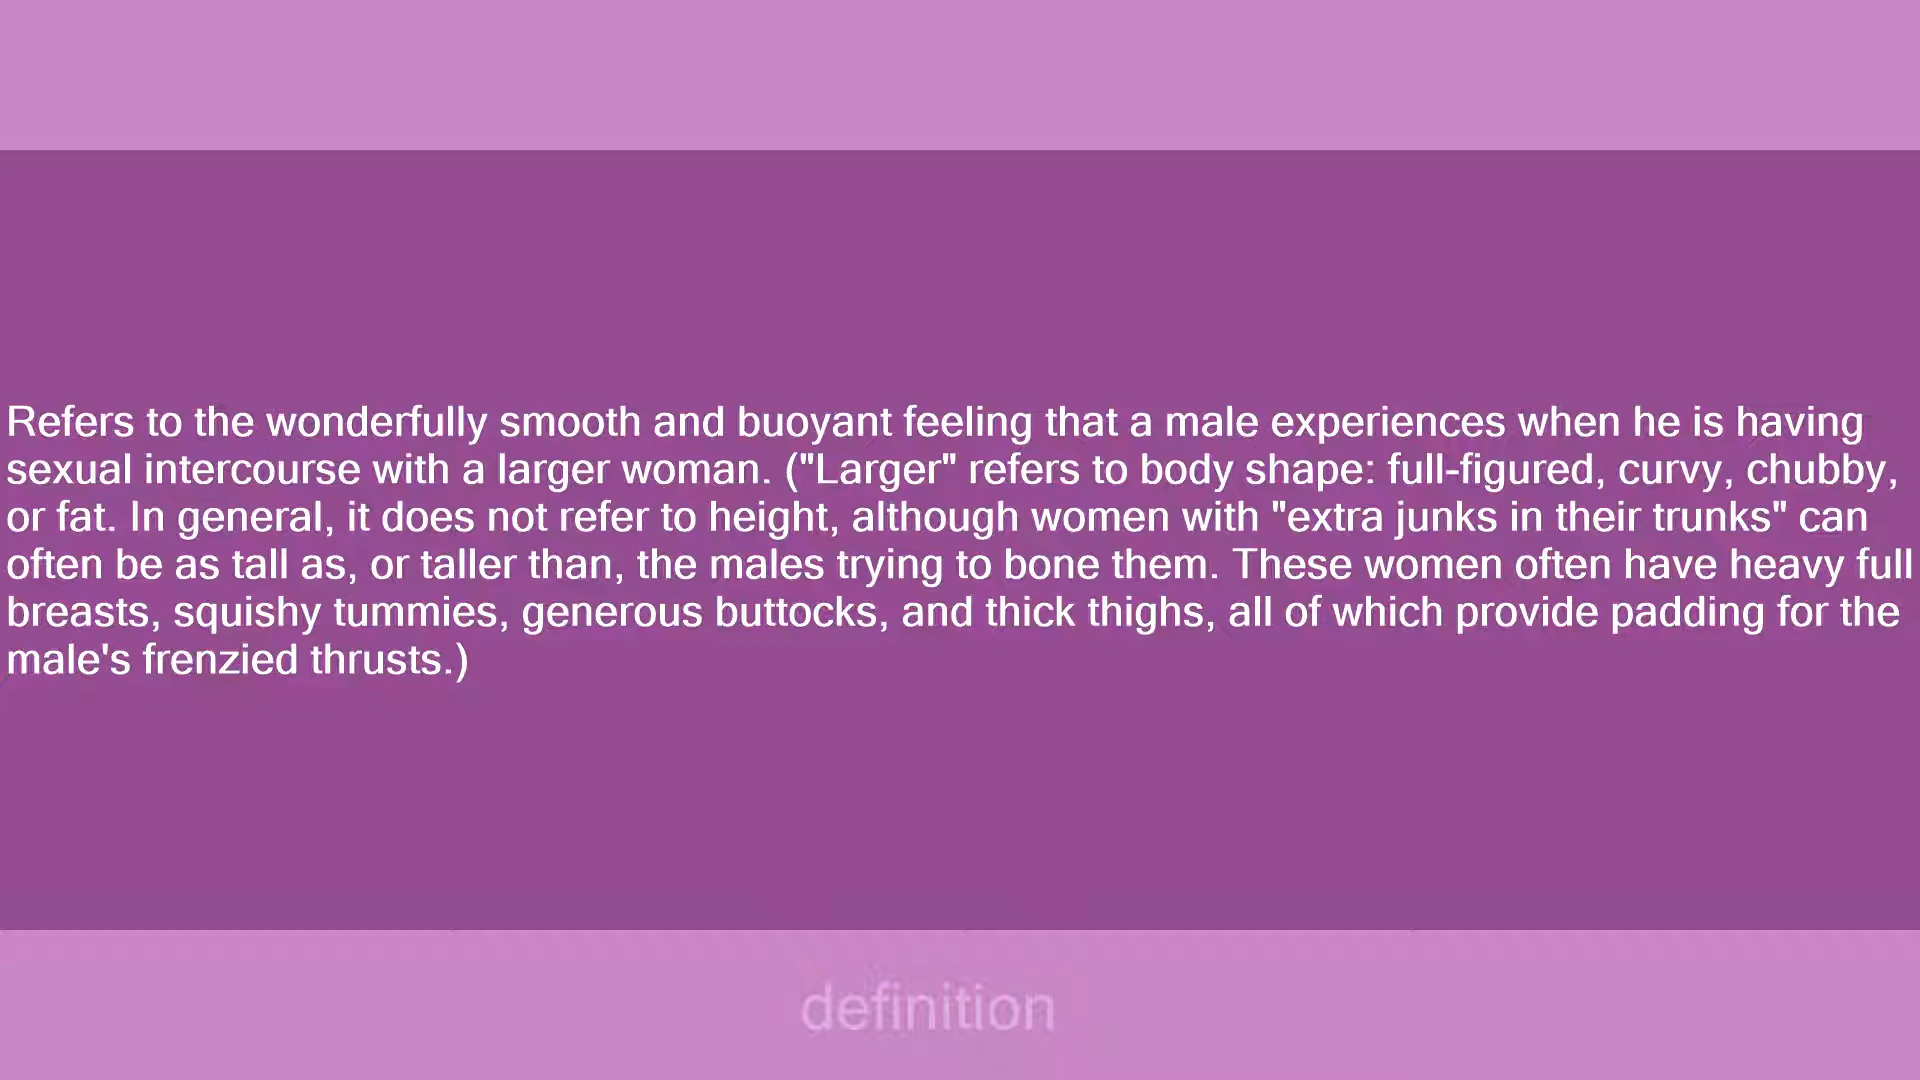 Refers to the wonderfully smooth and buoyant feeling that a male experiences when he is having
sexual intercourse with a larger woman. ("Larger" refers to body shape: full-figured, curvy, chubby,
or fat. In general, it does not refer to height, although women with "extra junks in their trunks" can
often be as tall as, or taller than, the males trying to bone them. These women often have heavy full
breasts, squishy tummies, generous buttocks, and thick thighs, all of which provide padding for the
male's frenzied thrusts.)
definition